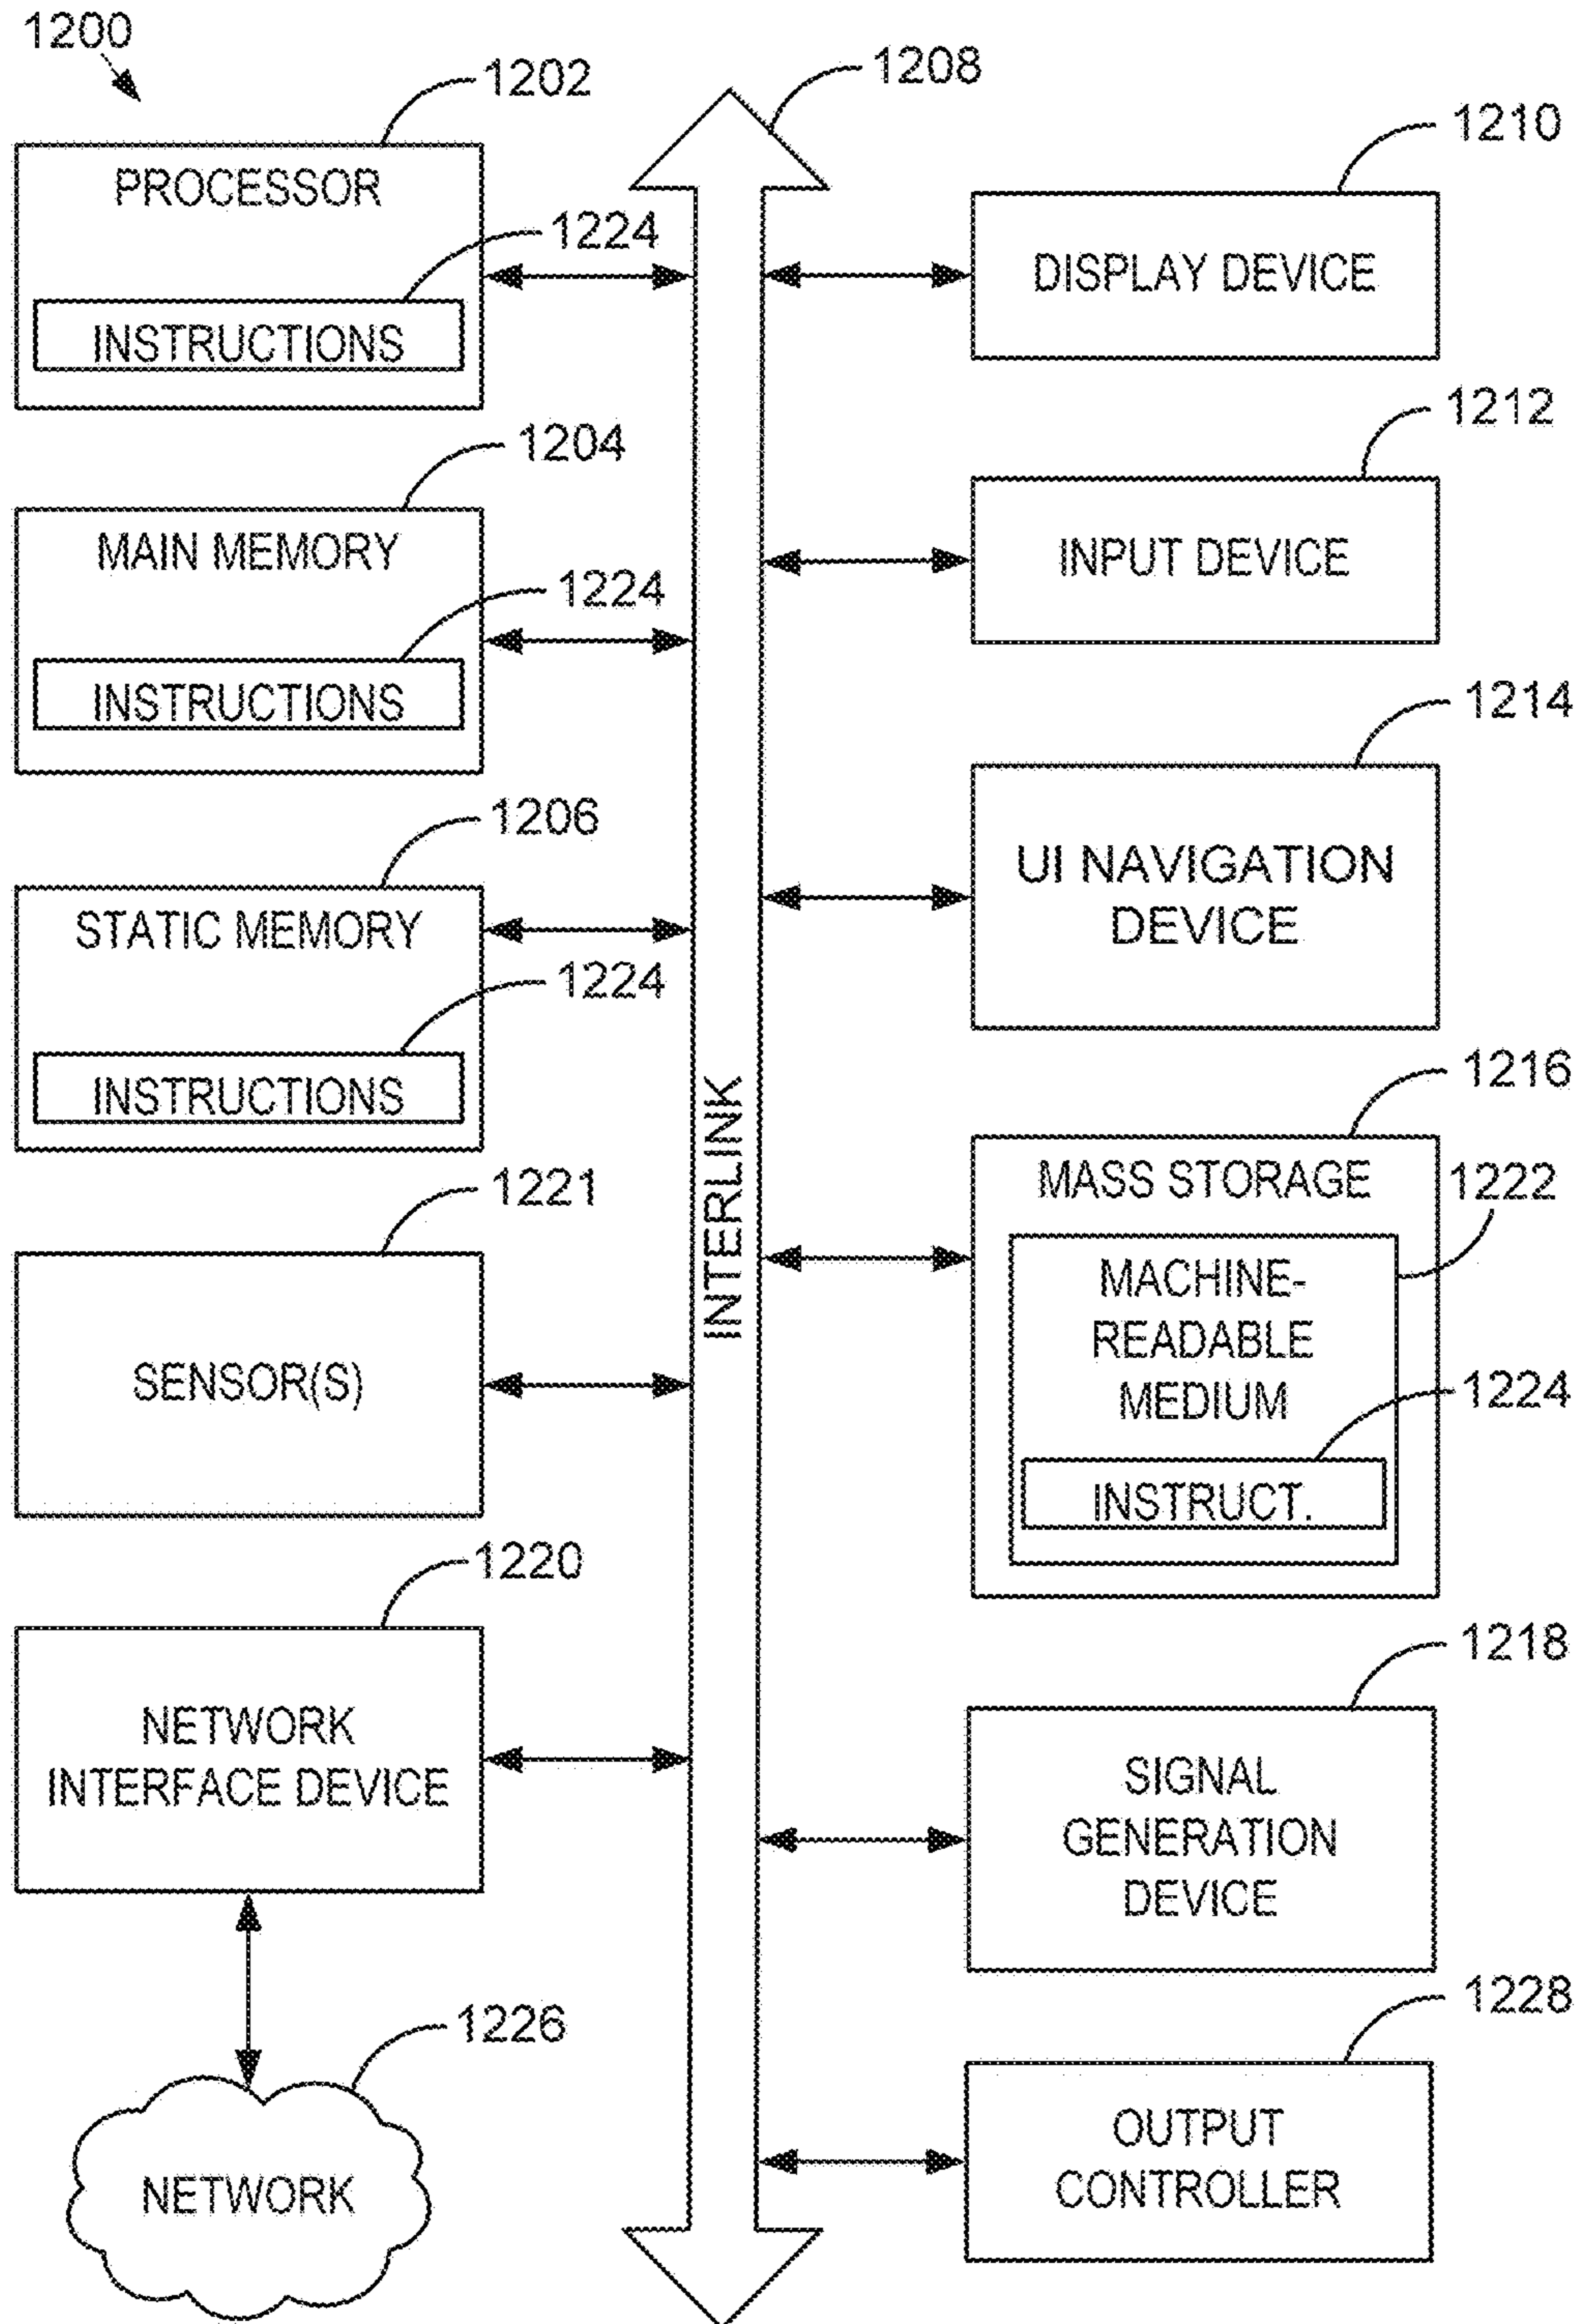 1200
1202
PROCESSOR
1224
INSTRUCTIONS
1204
MAIN MEMORY
1224
INSTRUCTIONS
1206
STATIC MEMORY
1224
INSTRUCTIONS
1221
SENSOR(S)
1220
NETWORK
INTERFACE DEVICE
1226
NETWORK
1208
INTERLINK
1210
DISPLAY DEVICE
1212
INPUT DEVICE
1214
UI NAVIGATION
DEVICE
1216
MASS STORAGE
1222
MACHINE-
READABLE
MEDIUM
1224
INSTRUCT.
1218
SIGNAL
GENERATION
DEVICE
1228
OUTPUT
CONTROLLER